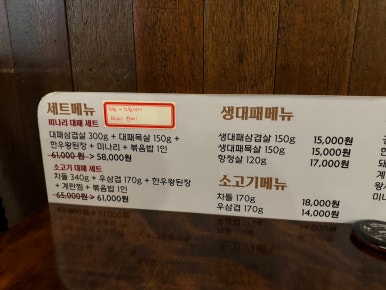 세트메뉴
미나리 대패 세트
대패삼겹살 300g + 대패목살 150g +
한우된장 + 미나리 + 볶음밥 1인
61,000원 -> 58,000원
소고기 대패 세트
차돌 340g + 우삼겹 170g + 한우된장
+ 계란찜 + 볶음밥 1인
65,000원 -> 61,000원
생대패메뉴
생대패삼겹살 150g 15,000원
생대패목살 150g 15,000원
항정살 120g 17,000원
소고기메뉴
차돌 170g 18,000원
우삼겹 170g 14,000원